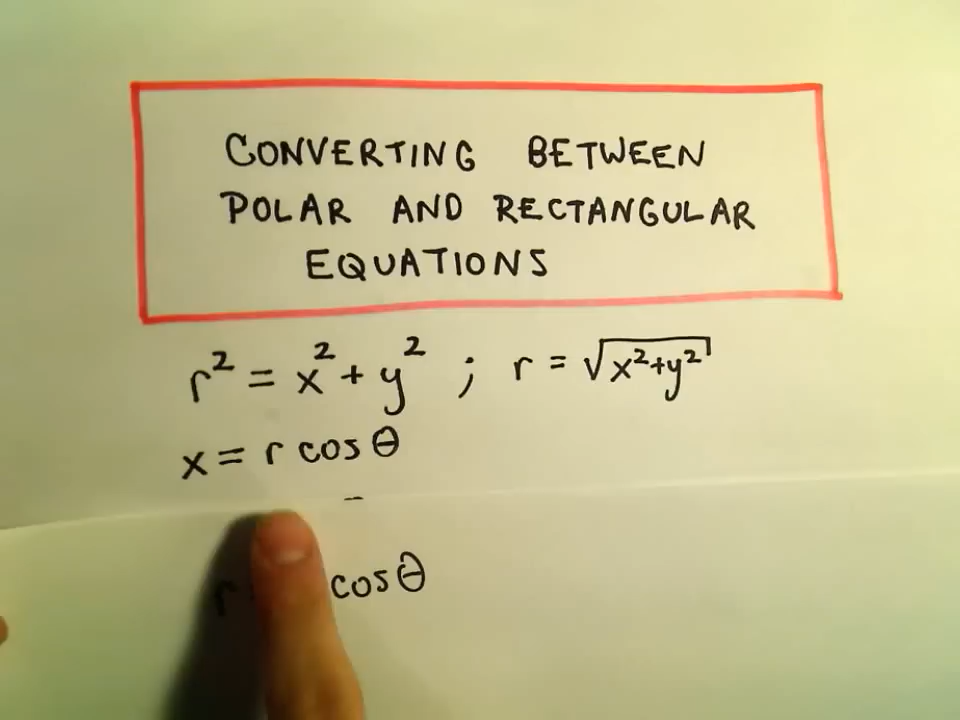 CONVERTING BETWEEN
POLAR AND RECTANGULAR
EQUATIONS
r² = x² + y² ; r = √(x²+y²)
x = r cos θ
r cos θ